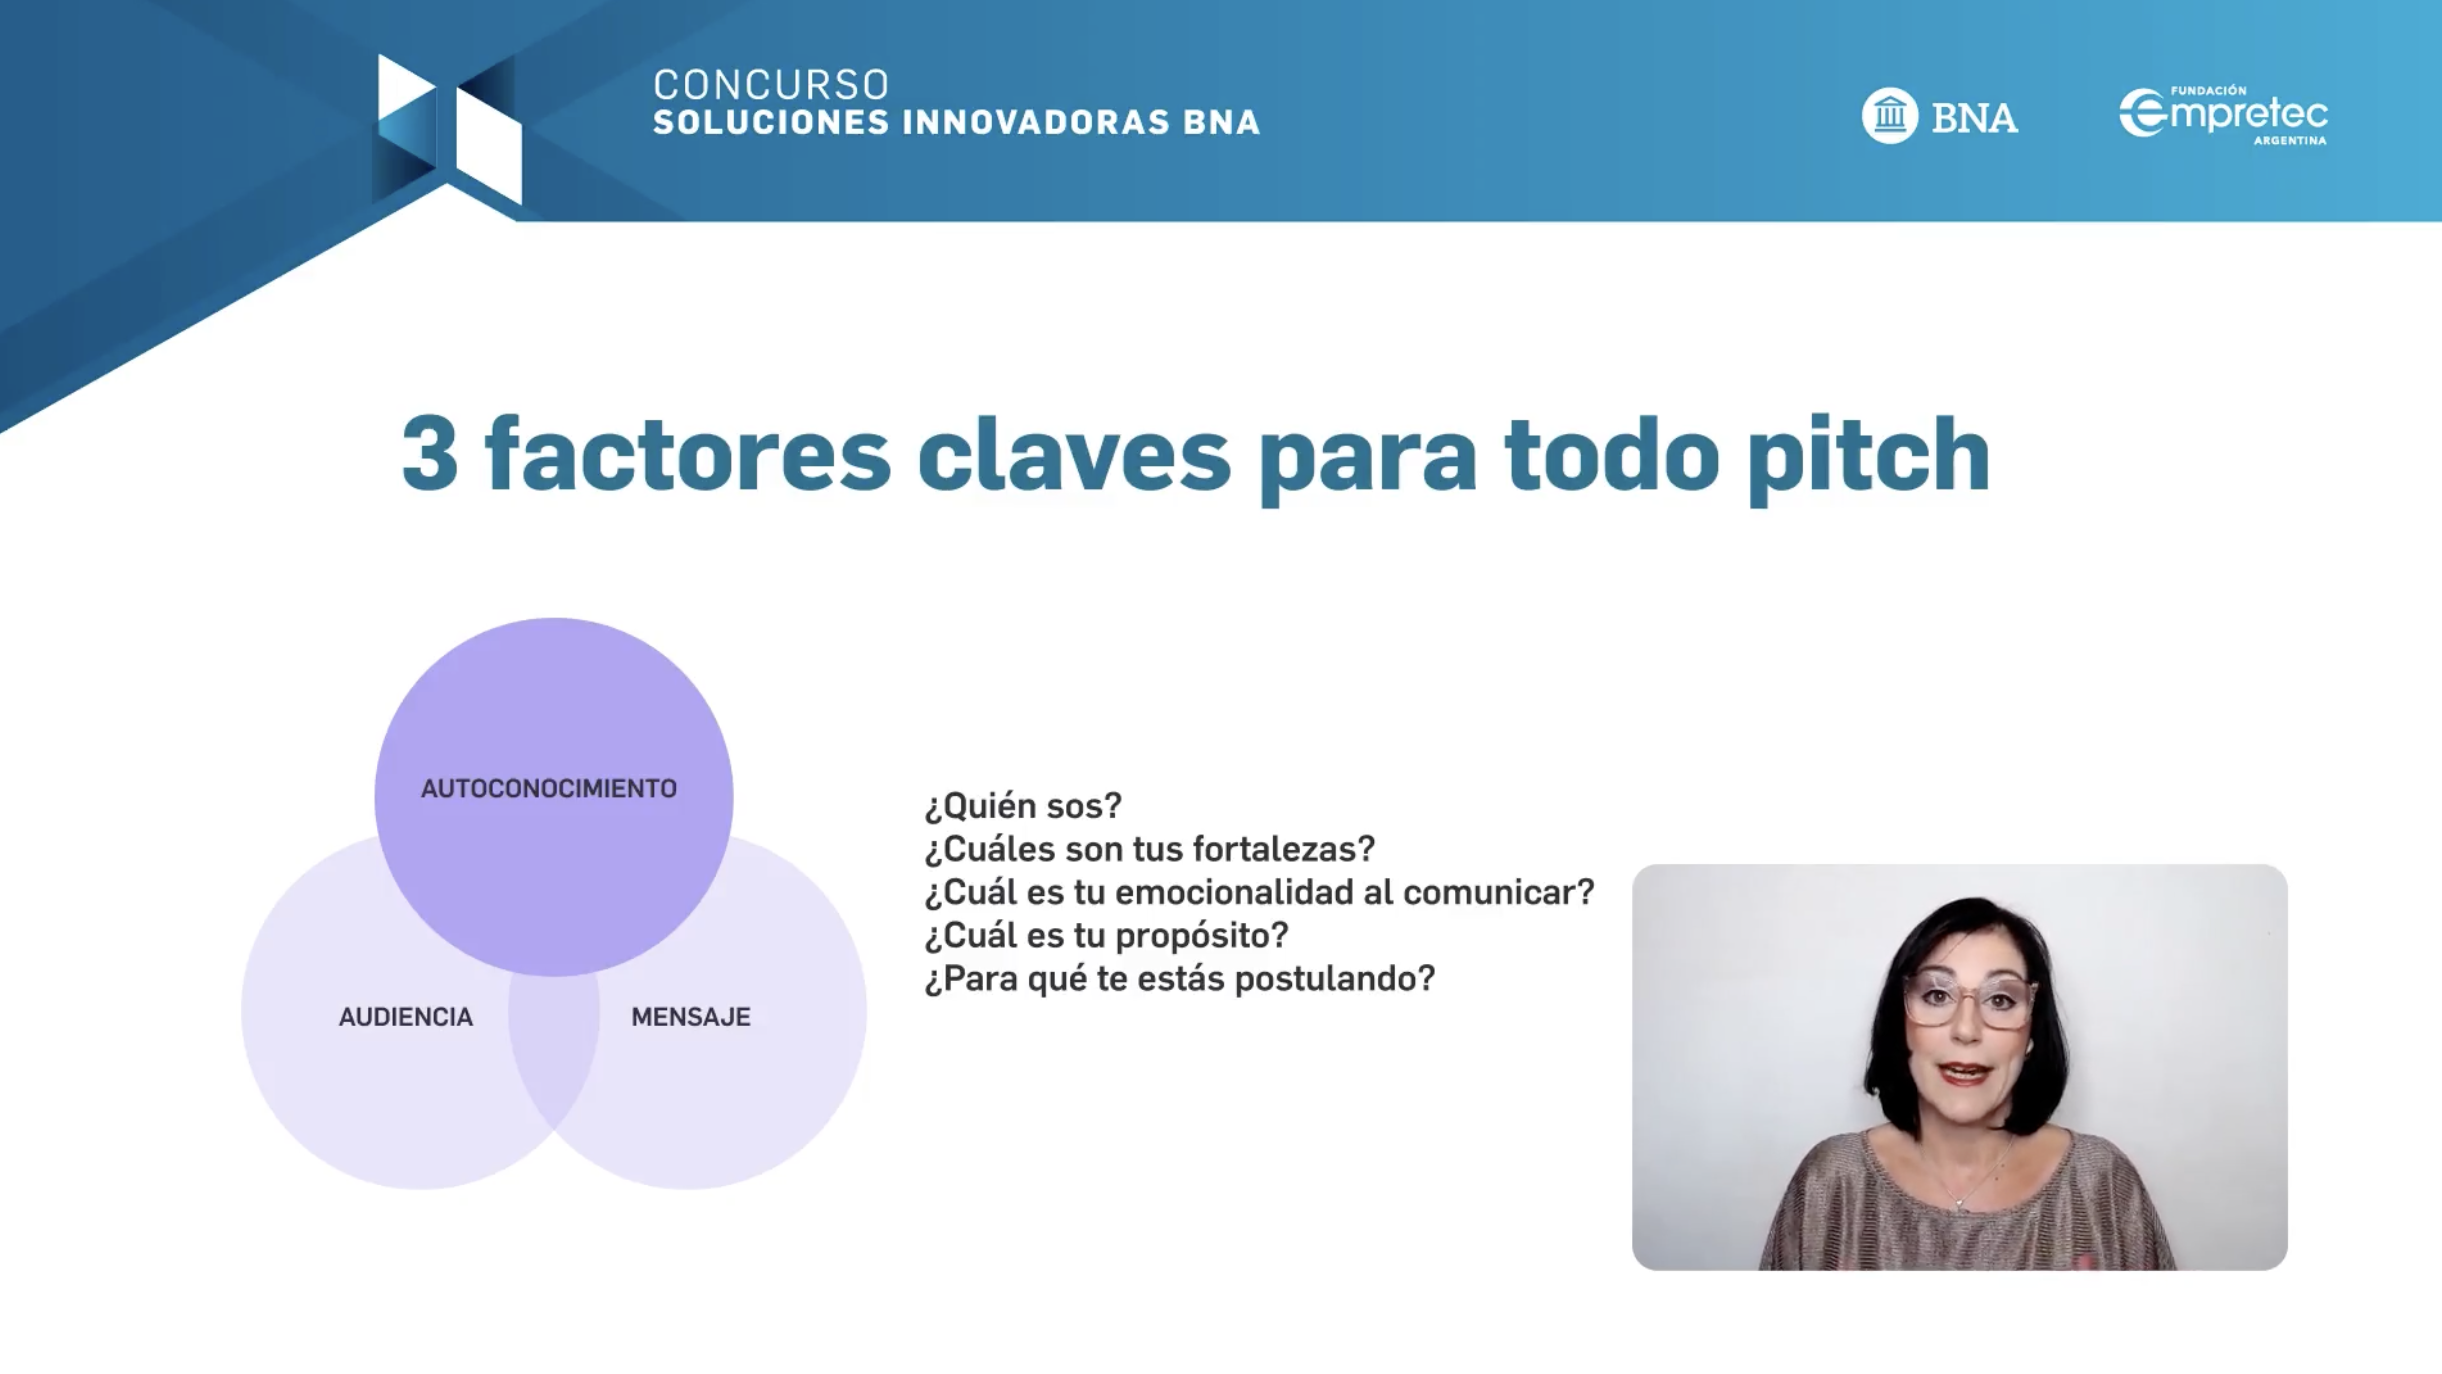 CONCURSO
SOLUCIONES INNOVADORAS BNA
BNA
FUNDACIÓN
empretec
ARGENTINA
3 factores claves para todo pitch
AUTOCONOCIMIENTO
AUDIENCIA
MENSAJE
¿Quién sos?
¿Cuáles son tus fortalezas?
¿Cuál es tu emocionalidad al comunicar?
¿Cuál es tu propósito?
¿Para qué te estás postulando?